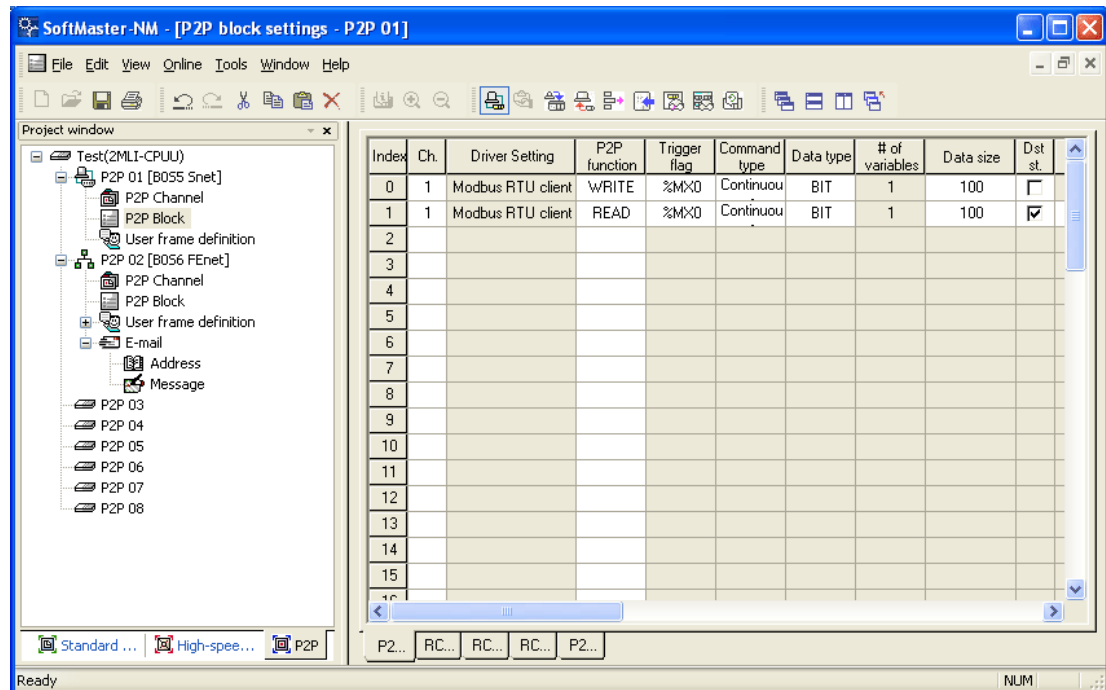 SoftMaster-NM - [P2P block settings - P2P 01]
File Edit View Online Tools Window Help
Project window
Test(2MLI-CPUU)
P2P 01 [B0S5 Snet]
P2P Channel
P2P Block
User frame definition
P2P 02 [B0S6 FEnet]
P2P Channel
P2P Block
User frame definition
E-mail
Address
Message
P2P 03
P2P 04
P2P 05
P2P 06
P2P 07
P2P 08
Standard ... High-spee... P2P
Index Ch. Driver Setting P2P function Trigger flag Command type Data type # of variables Data size Dst st.
0 1 Modbus RTU client WRITE %MX0 Continuou BIT 1 100
1 1 Modbus RTU client READ %MX0 Continuou BIT 1 100
2
3
4
5
6
7
8
9
10
11
12
13
14
15
P2... RC... RC... RC... P2...
Ready NUM